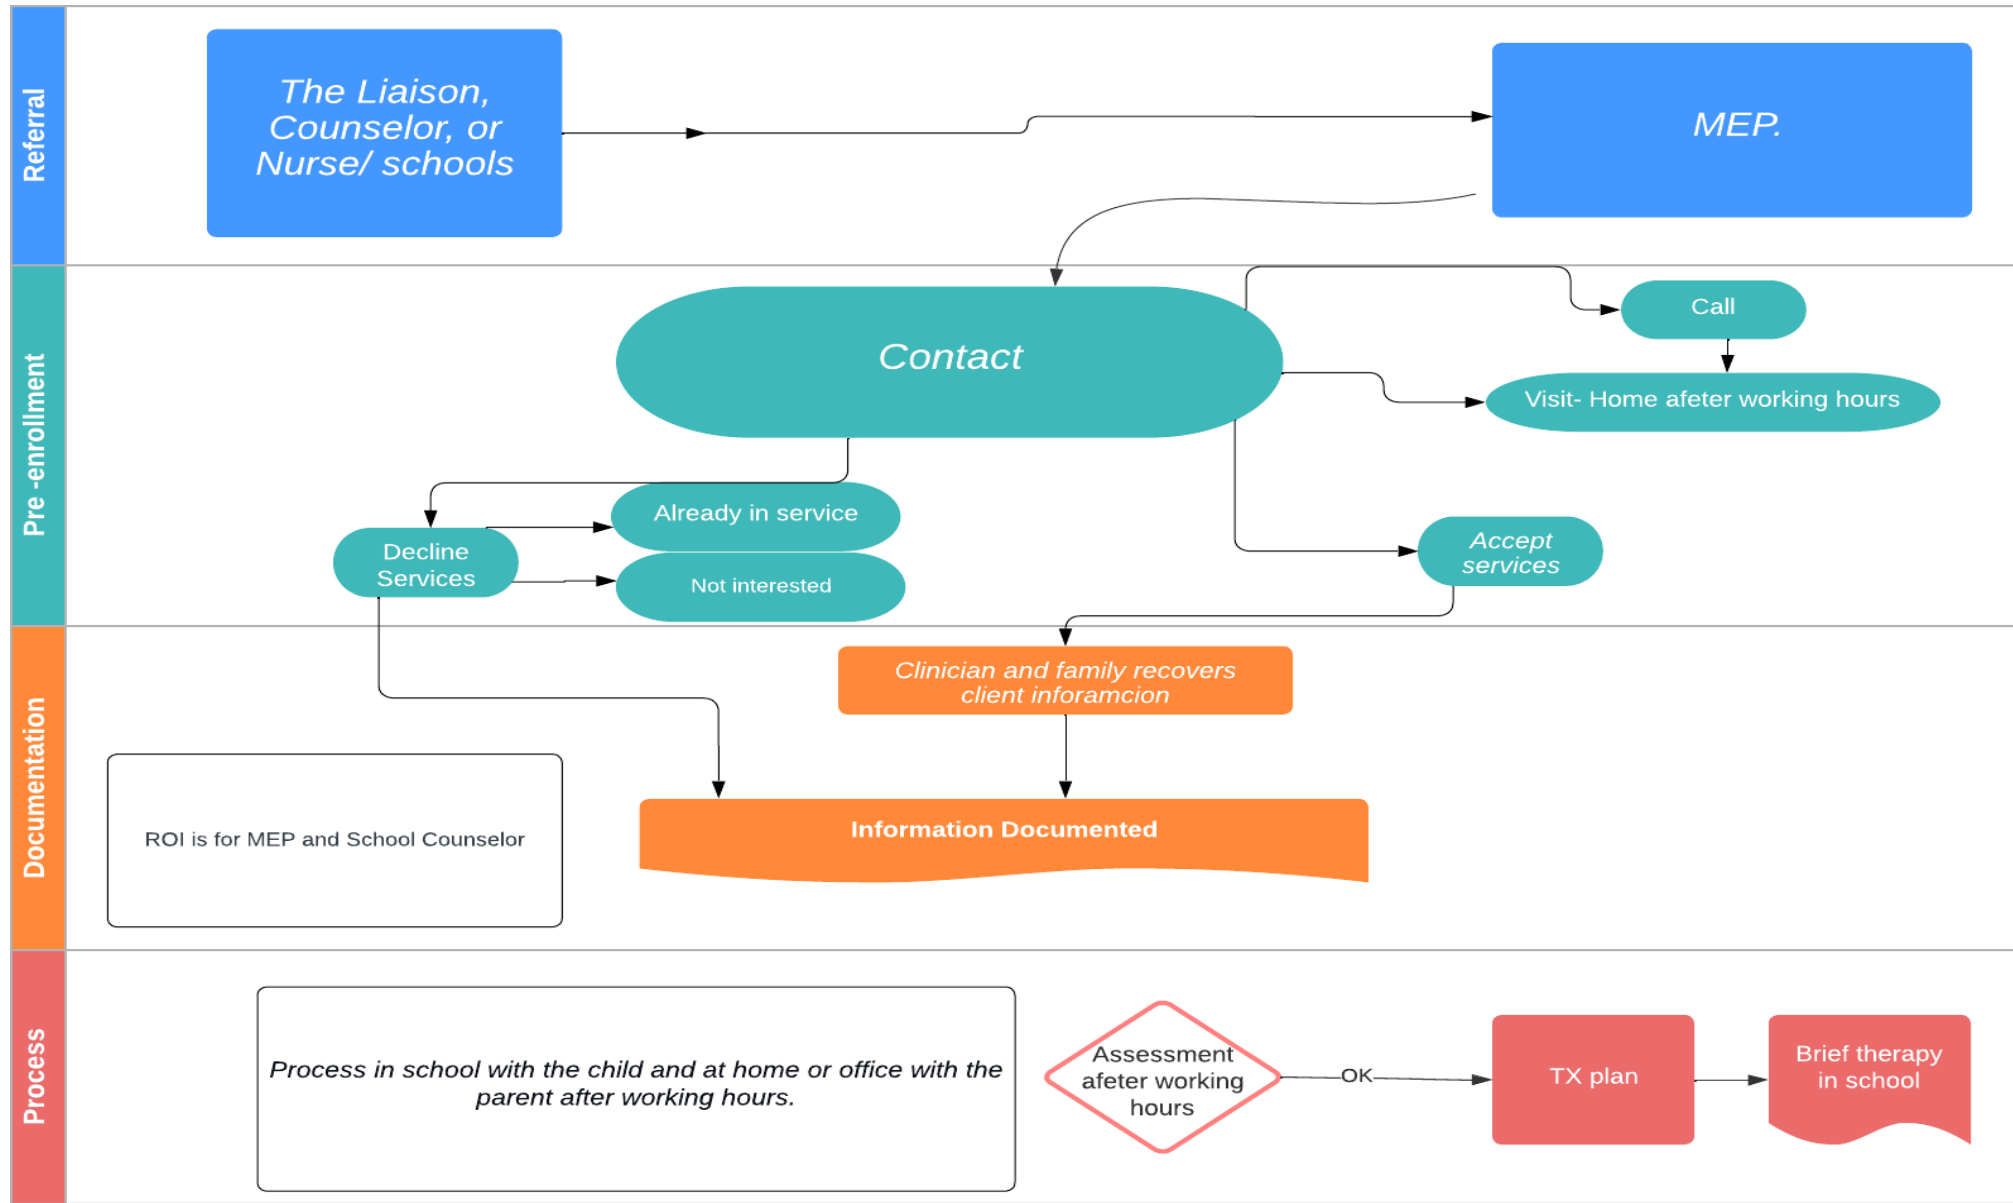 Referral
The Liaison,
Counselor, or
Nurse/ schools
MEP.
Pre -enrollment
Contact
Call
Visit- Home afeter working hours
Already in service
Decline
Services
Not interested
Accept
services
Documentation
Clinician and family recovers
client inforamcion
ROI is for MEP and School Counselor
Information Documented
Process
Process in school with the child and at home or office with the
parent after working hours.
Assessment
afeter working
hours
OK
TX plan
Brief therapy
in school